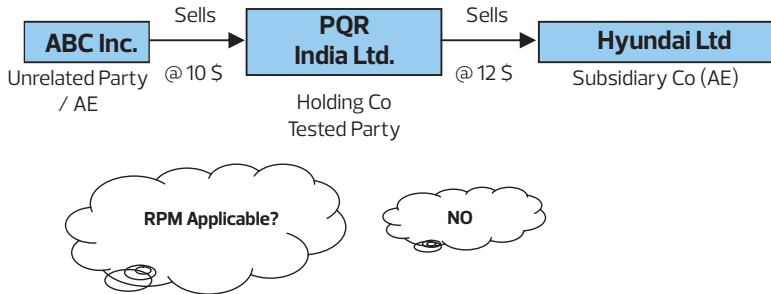 Sells
Sells
ABC Inc.
PQR
India Ltd.
Hyundai Ltd
Unrelated Party
/ AE
@ 10 $
@ 12 $
Subsidiary Co (AE)
Holding Co
Tested Party
RPM Applicable?
NO